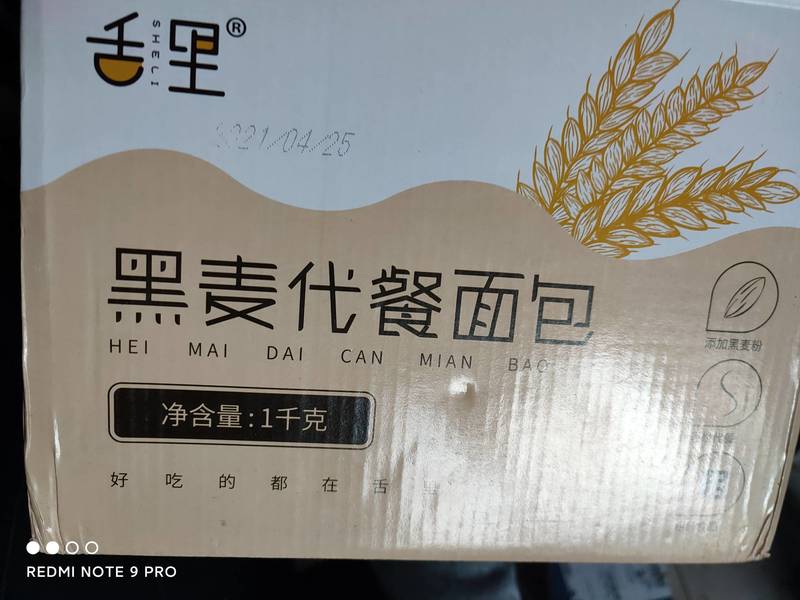 舌里®
SHELI
2021/04/25
黑麦代餐面包
HEI MAI DAI CAN MIAN BAO
净含量:1千克
添加黑麦粉
好吃的都在舌里
REDMI NOTE 9 PRO